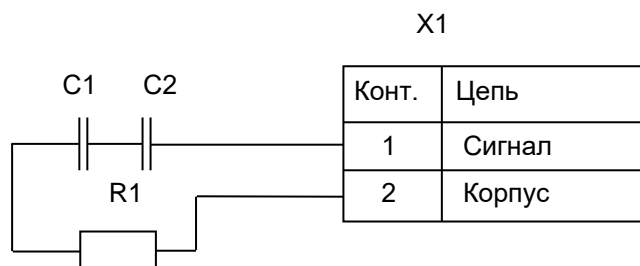 X1
C1 C2
Конт. Цепь
1 Сигнал
R1
2 Корпус